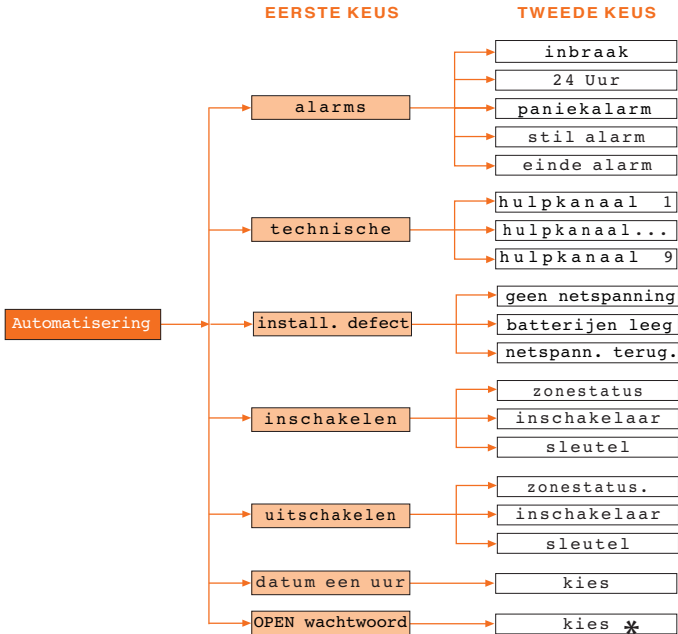 EERSTE KEUS TWEEDE KEUS
inbraak
24 Uur
alarms paniekalarm
stil alarm
einde alarm
hulpkanaal 1
technische hulpkanaal...
hulpkanaal 9
geen netspanning
Automatisering install. defect batterijen leeg
netspann. terug.
zonestatus
inschakelen inschakelaar
sleutel
zonestatus.
uitschakelen inschakelaar
sleutel
datum een uur kies
OPEN wachtwoord kies *